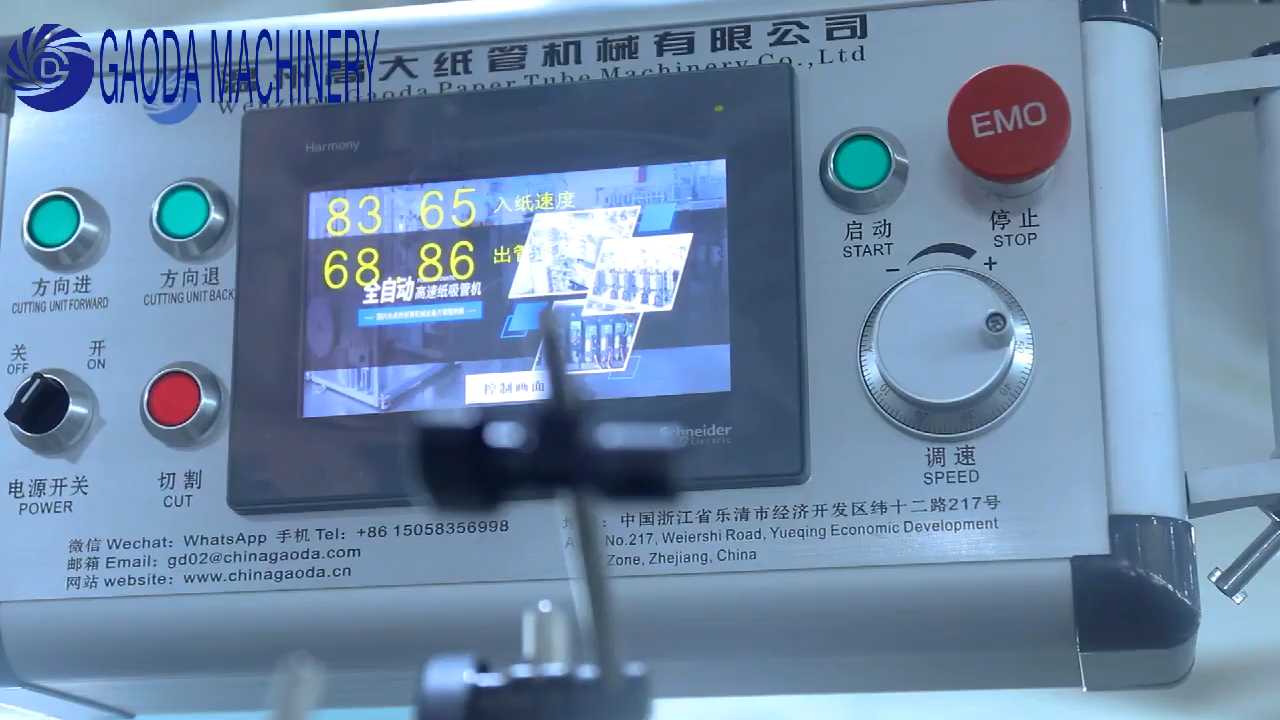 GAODA MACHINERY
大纸管机械有限公司
Gaoda Paper Tube Machinery Co.,Ltd
Harmony
83 65 入纸速度
68 86 出管
全自动高速纸吸管机
控制画面
Schneider
Electric
方向进
CUTTING UNIT FORWARD
方向退
CUTTING UNIT BACK
关
OFF
开
ON
电源开关
POWER
切割
CUT
启动
START
EMO
停止
STOP
− +
调速
SPEED
微信 Wechat：WhatsApp 手机 Tel：+86 15058356998
邮箱 Email：gd02@chinagaoda.com
网站 website：www.chinagaoda.cn
中国浙江省乐清市经济开发区纬十二路217号
No.217, Weiershi Road, Yueqing Economic Development
Zone, Zhejiang, China